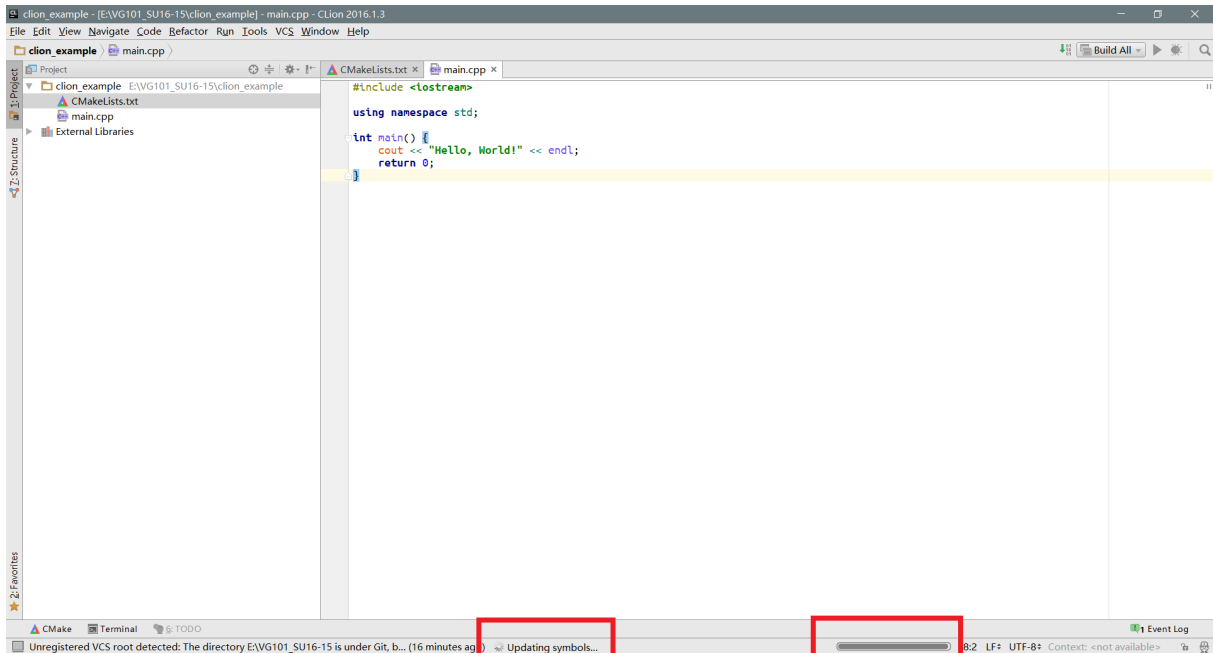 clion_example - [E:\VG101_SU16-15\clion_example] - main.cpp - CLion 2016.1.3
File Edit View Navigate Code Refactor Run Tools VCS Window Help
clion_example main.cpp Build All
Project CMakeLists.txt main.cpp
1: Project
clion_example E:\VG101_SU16-15\clion_example
CMakeLists.txt
main.cpp
External Libraries
7: Structure
#include <iostream>
using namespace std;
int main() {
cout << "Hello, World!" << endl;
return 0;
}
2: Favorites
CMake Terminal 6: TODO 1 Event Log
Unregistered VCS root detected: The directory E:\VG101_SU16-15 is under Git, b... (16 minutes ag ) Updating symbols... 8:2 LF UTF-8 Context: <not available>